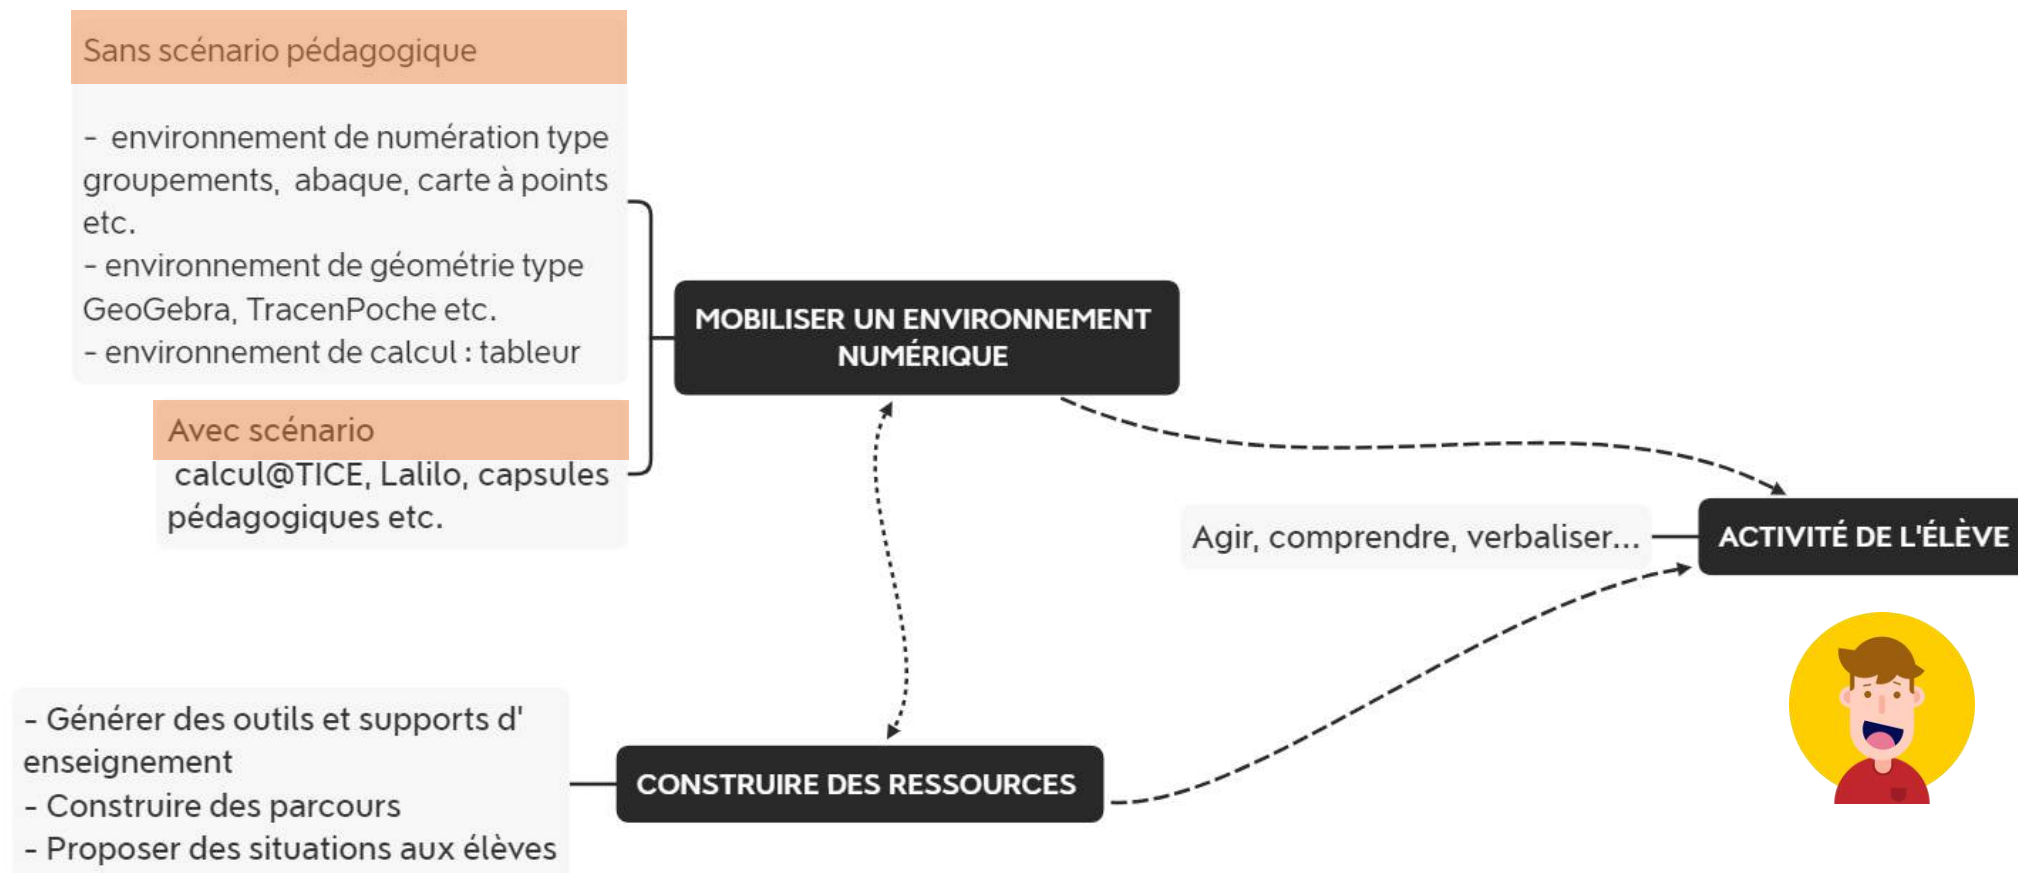 Sans scénario pédagogique
- environnement de numération type
groupements, abaque, carte à points
etc.
- environnement de géométrie type
GeoGebra, TracenPoche etc.
- environnement de calcul : tableur
Avec scénario
calcul@TICE, Lalilo, capsules
pédagogiques etc.
MOBILISER UN ENVIRONNEMENT
NUMÉRIQUE
Agir, comprendre, verbaliser...
ACTIVITÉ DE L'ÉLÈVE
- Générer des outils et supports d'
enseignement
- Construire des parcours
- Proposer des situations aux élèves
CONSTRUIRE DES RESSOURCES